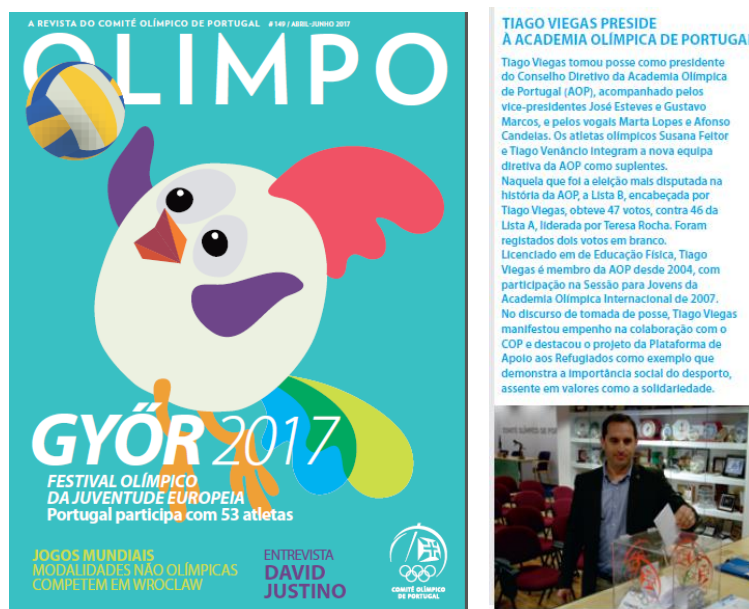 A REVISTA DO COMITÉ OLÍMPICO DE PORTUGAL # 149 / ABRIL-JUNHO 2017
OLIMPO
GYŐR 2017
FESTIVAL OLÍMPICO
DA JUVENTUDE EUROPEIA
Portugal participa com 53 atletas
JOGOS MUNDIAIS
MODALIDADES NÃO OLÍMPICAS
COMPETEM EM WROCLAW
ENTREVISTA
DAVID
JUSTINO
COMITÉ OLÍMPICO
DE PORTUGAL
TIAGO VIEGAS PRESIDE
À ACADEMIA OLÍMPICA DE PORTUGAL
Tiago Viegas tomou posse como presidente
do Conselho Diretivo da Academia Olímpica
de Portugal (AOP), acompanhado pelos
vice-presidentes José Esteves e Gustavo
Marcos, e pelos vogais Marta Lopes e Afonso
Candeias. Os atletas olímpicos Susana Feitor
e Tiago Venâncio integram a nova equipa
diretiva da AOP como suplentes.
Naquela que foi a eleição mais disputada na
história da AOP, a Lista B, encabeçada por
Tiago Viegas, obteve 47 votos, contra 46 da
Lista A, liderada por Teresa Rocha. Foram
registados dois votos em branco.
Licenciado em de Educação Física, Tiago
Viegas é membro da AOP desde 2004, com
participação na Sessão para Jovens da
Academia Olímpica Internacional de 2007.
No discurso de tomada de posse, Tiago Viegas
manifestou empenho na colaboração com o
COP e destacou o projeto da Plataforma de
Apoio aos Refugiados como exemplo que
demonstra a importância social do desporto,
assente em valores como a solidariedade.